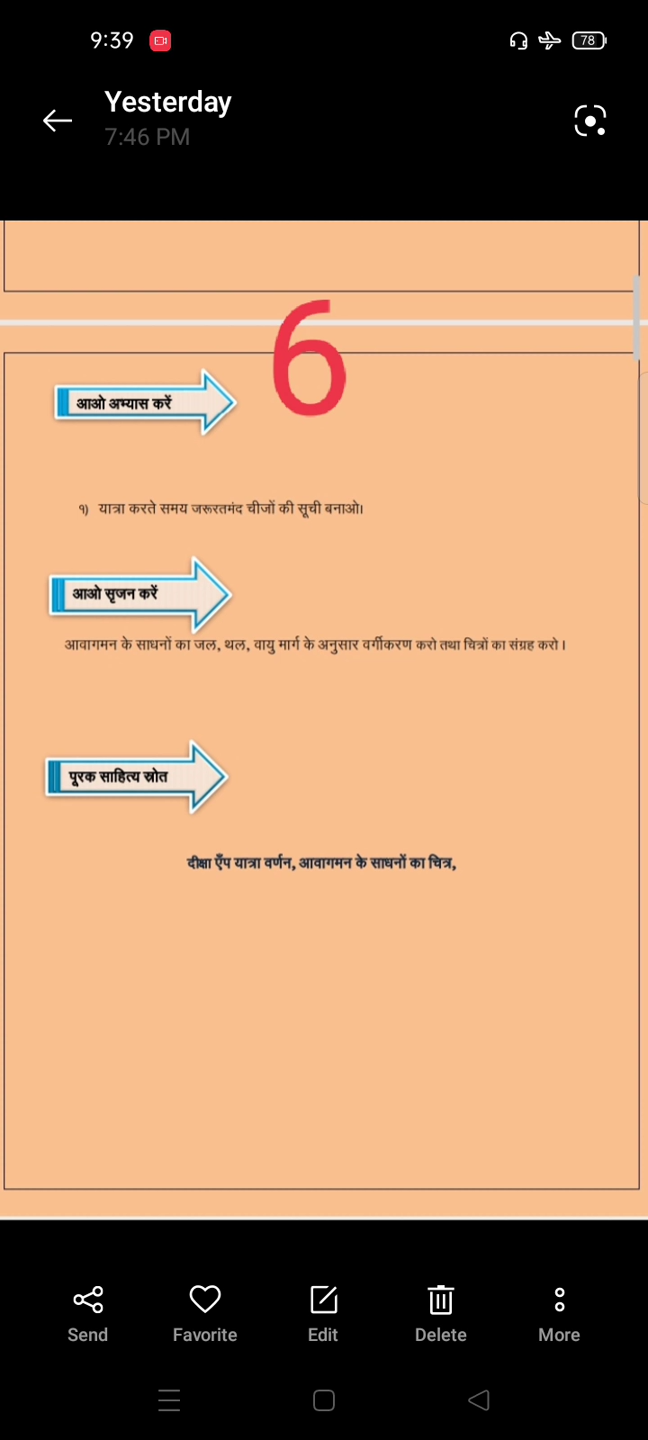 9:39
78
Yesterday
7:46 PM
6
आओ अभ्यास करें
१) यात्रा करते समय जरूरतमंद चीजों की सूची बनाओ।
आओ सृजन करें
आवागमन के साधनों का जल, थल, वायु मार्ग के अनुसार वर्गीकरण करो तथा चित्रों का संग्रह करो ।
पूरक साहित्य स्रोत
दीक्षा ऍंप यात्रा वर्णन, आवागमन के साधनों का चित्र,
Send Favorite Edit Delete More